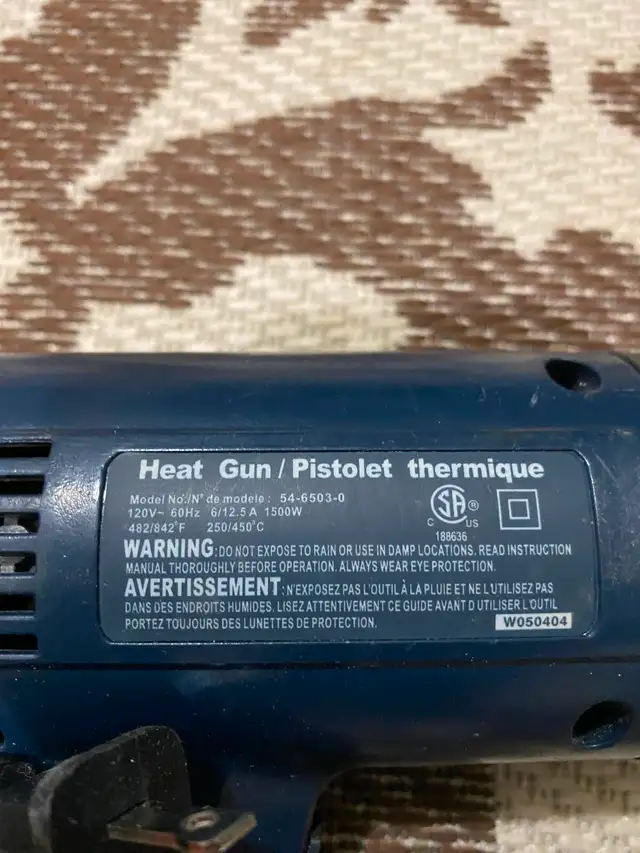 Heat Gun / Pistolet thermique
Model No./N° de modele : 54-6503-0
120V~ 60Hz 6/12.5A 1500W
482/842°F 250/450°C
C SA ® US
188636
WARNING: DO NOT EXPOSE TO RAIN OR USE IN DAMP LOCATIONS. READ INSTRUCTION
MANUAL THOROUGHLY BEFORE OPERATION. ALWAYS WEAR EYE PROTECTION.
AVERTISSEMENT : N'EXPOSEZ PAS L'OUTIL À LA PLUIE ET NE L'UTILISEZ PAS
DANS DES ENDROITS HUMIDES. LISEZ ATTENTIVEMENT CE GUIDE AVANT D UTILISER L'OUTIL
PORTEZ TOUJOURS DES LUNETTES DE PROTECTION.
W050404